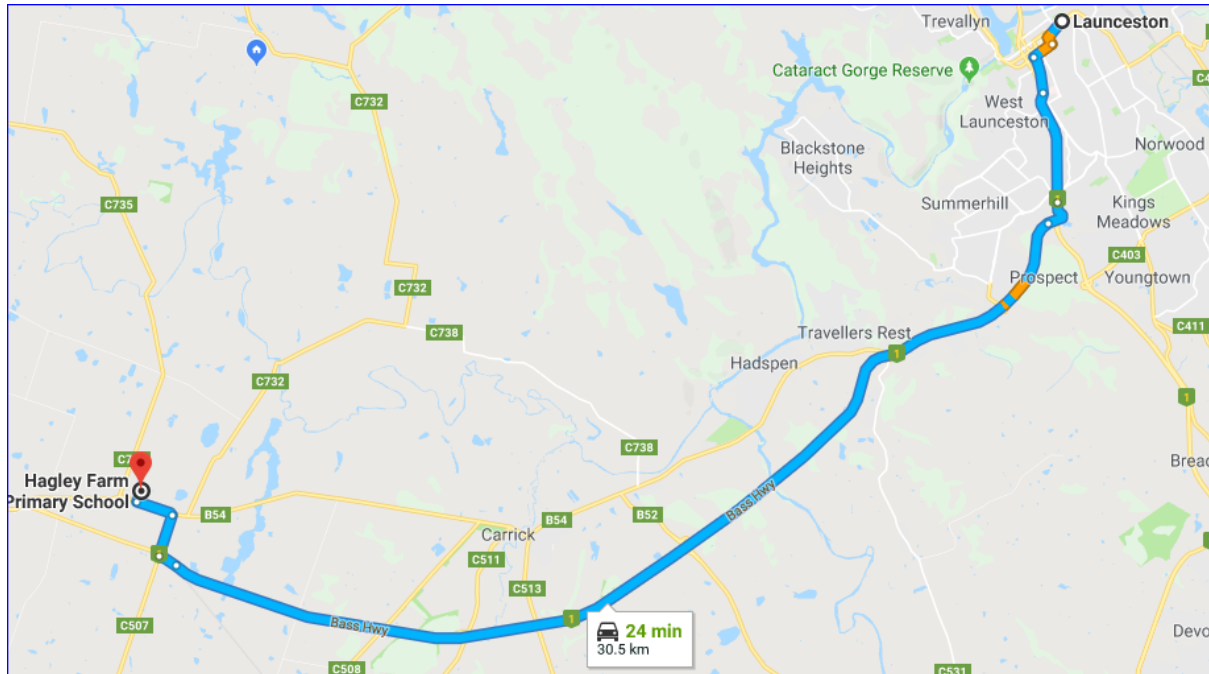 Trevallyn
Launceston
Cataract Gorge Reserve
C732
West
Launceston
Norwood
Blackstone
Heights
C735
Summerhill
Kings
Meadows
C403
Prospect
Youngtown
C732
C738
Travellers Rest
C411
1
Hadspen
C732
1
C738
Bread
Hagley Farm
Primary School
B54
B54
B52
Bass Hwy
Carrick
C511
C513
1
24 min
30.5 km
C507
Bass Hwy
C508
C531
Devo